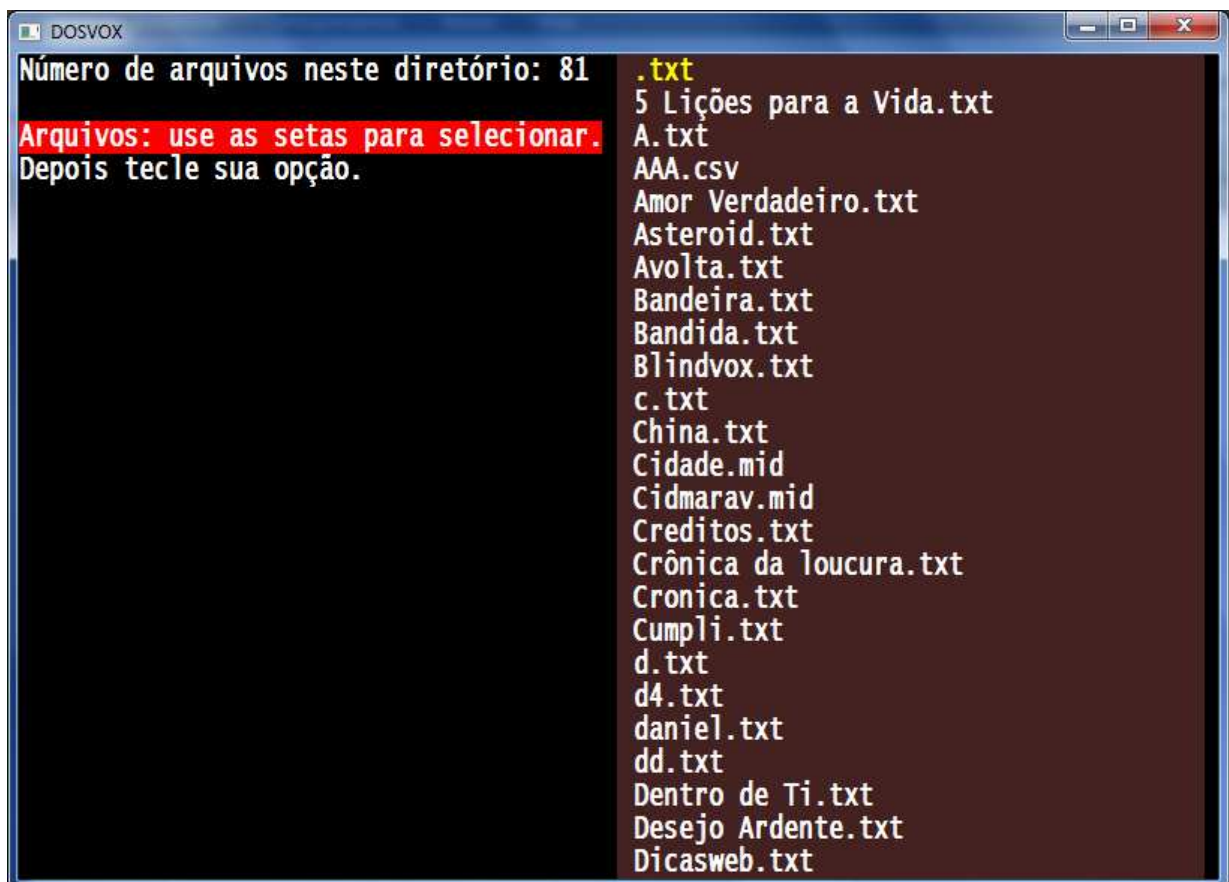 DOSVOX
Número de arquivos neste diretório: 81
Arquivos: use as setas para selecionar.
Depois tecle sua opção.
.txt
5 Lições para a Vida.txt
A.txt
AAA.csv
Amor Verdadeiro.txt
Asteroid.txt
Avolta.txt
Bandeira.txt
Bandida.txt
Blindvox.txt
c.txt
China.txt
Cidade.mid
Cidmarav.mid
Creditos.txt
Crônica da loucura.txt
Cronica.txt
Cumpli.txt
d.txt
d4.txt
daniel.txt
dd.txt
Dentro de Ti.txt
Desejo Ardente.txt
Dicasweb.txt